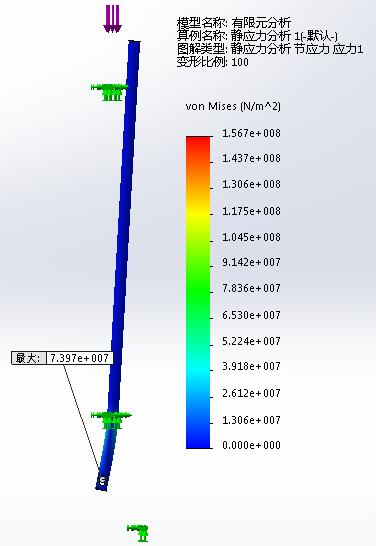 模型名称: 有限元分析
算例名称: 静应力分析 1(-默认-)
图解类型: 静应力分析 节应力 应力1
变形比例: 100
von Mises (N/m^2)
1.567e+008
1.437e+008
1.306e+008
1.175e+008
1.045e+008
9.142e+007
7.836e+007
6.530e+007
5.224e+007
3.918e+007
2.612e+007
1.306e+007
0.000e+000
最大: 7.397e+007